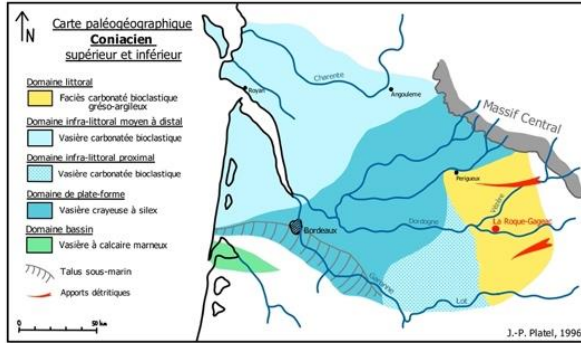 Carte paléogéographique
Coniacien
supérieur et inférieur
N
Domaine littoral
Faciès carbonaté bioclastique
gréso-argileux
Domaine infra-littoral moyen à distal
Vasière carbonatée bioclastique
Domaine infra-littoral proximal
Vasière carbonatée bioclastique
Domaine de plate-forme
Vasière crayeuse à silex
Domaine bassin
Vasière à calcaire marneux
Talus sous-marin
Apports détritiques
0
50 km
Royan
Charente
Angouleme
Massif Central
Périgueux
Vézère
La Roque-Gageac
Dordogne
Bordeaux
Garonne
Lot
J.-P. Platel, 1996